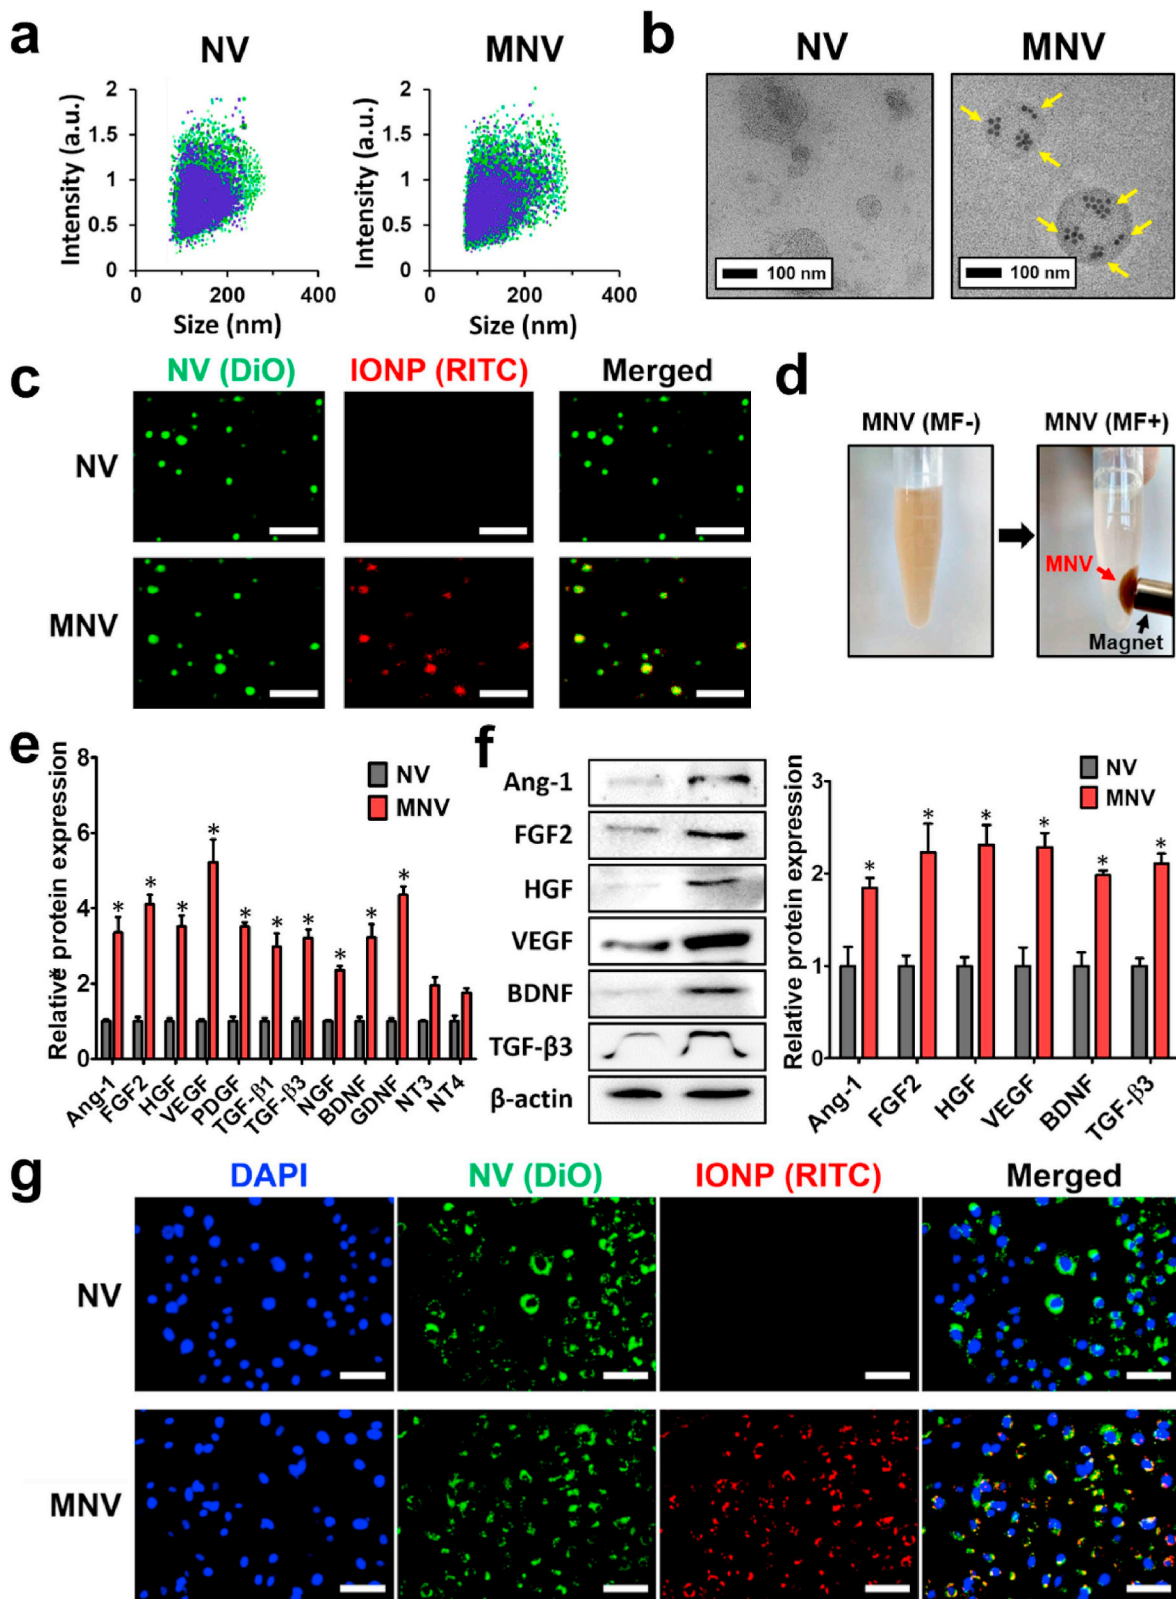 a
NV
MNV
Intensity (a.u.)
2
1.5
1
0.5
0
0
200
400
Size (nm)
Intensity (a.u.)
2
1.5
1
0.5
0
0
200
400
Size (nm)
b
NV
MNV
100 nm
100 nm
c
NV (DiO)
IONP (RITC)
Merged
NV
MNV
d
MNV (MF-)
MNV (MF+)
MNV
Magnet
e
Relative protein expression
8
6
4
2
0
NV
MNV
* * * * * * * * * *
Ang-1
FGF2
HGF
VEGF
PDGF
TGF-β1
TGF-β3
NGF
BDNF
GDNF
NT3
NT4
f
Ang-1
FGF2
HGF
VEGF
BDNF
TGF-β3
β-actin
Relative protein expression
3
2
1
0
NV
MNV
* * * * * *
Ang-1
FGF2
HGF
VEGF
BDNF
TGF-β3
g
DAPI
NV (DiO)
IONP (RITC)
Merged
NV
MNV